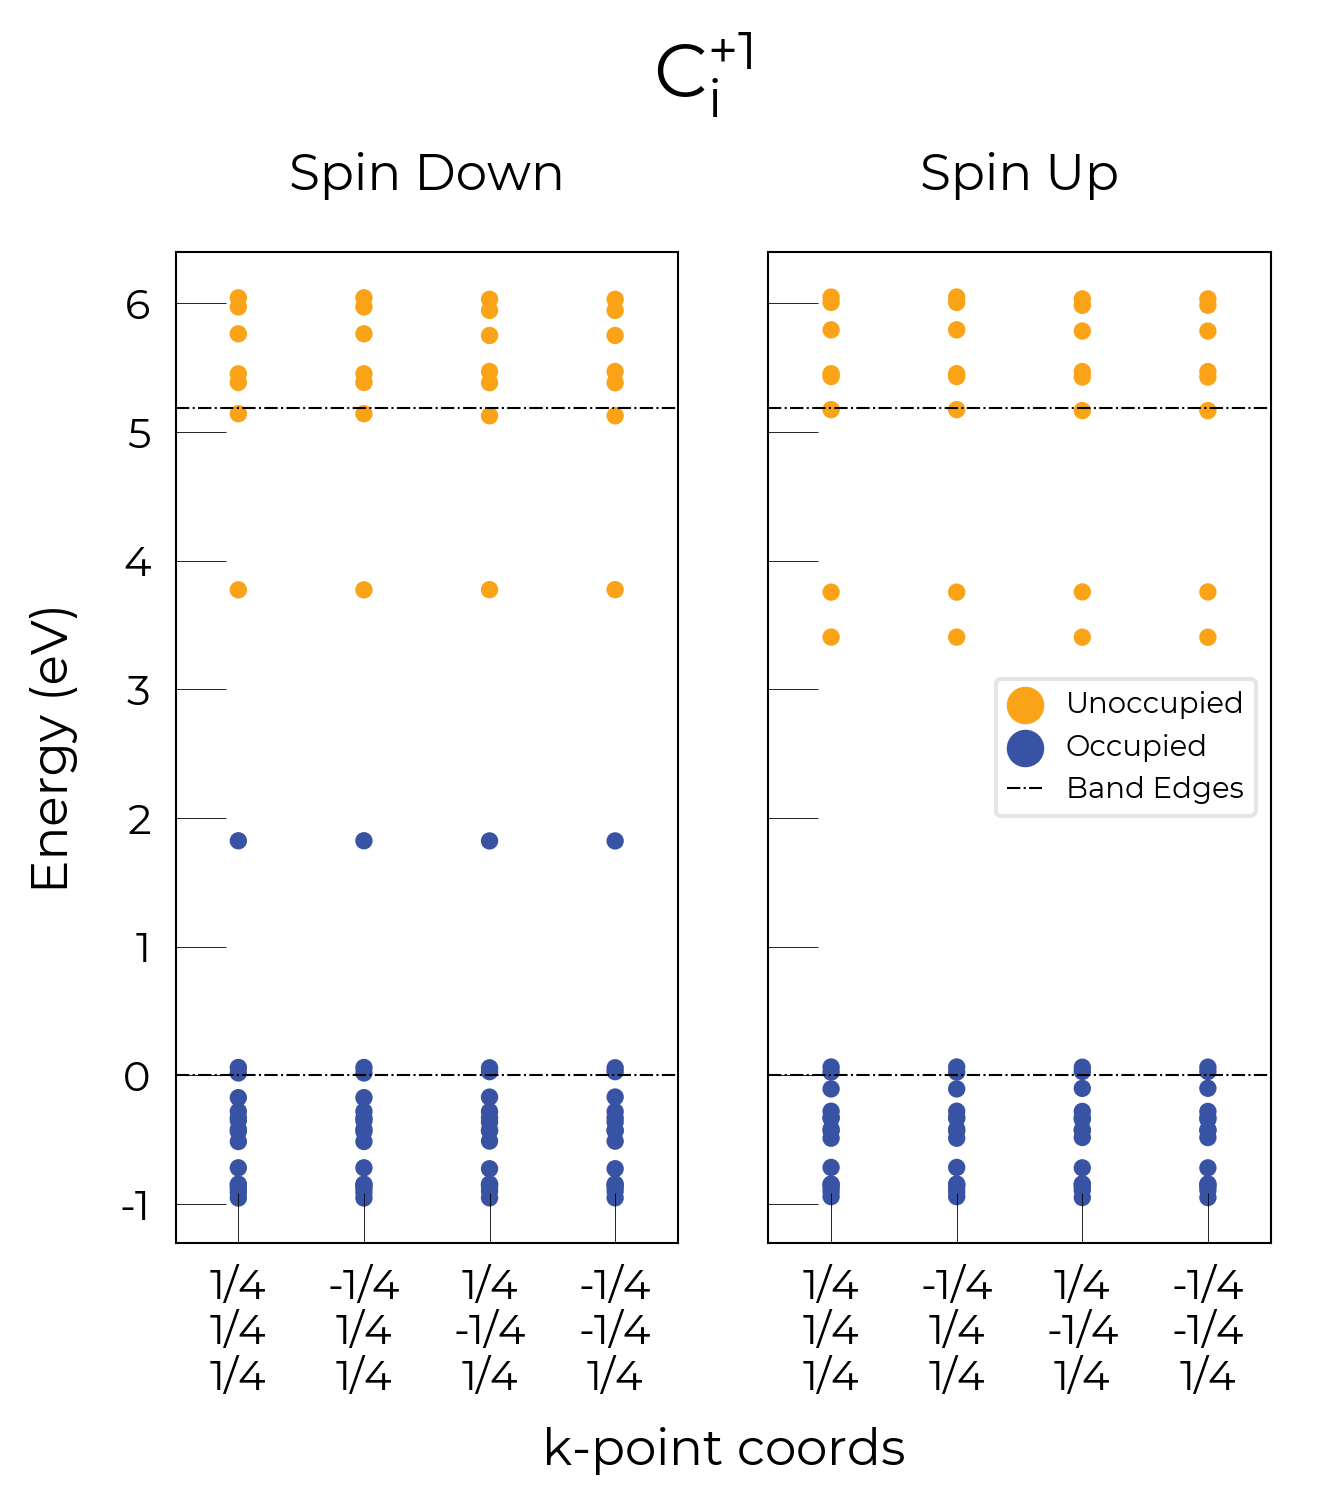 C_i^{+1}
Spin Down
Spin Up
6
5
4
3
2
1
0
-1
Energy (eV)
Unoccupied
Occupied
Band Edges
1/4 -1/4 1/4 -1/4 1/4 -1/4 1/4 -1/4
1/4 1/4 -1/4 -1/4 1/4 1/4 -1/4 -1/4
1/4 1/4 1/4 1/4 1/4 1/4 1/4 1/4
k-point coords